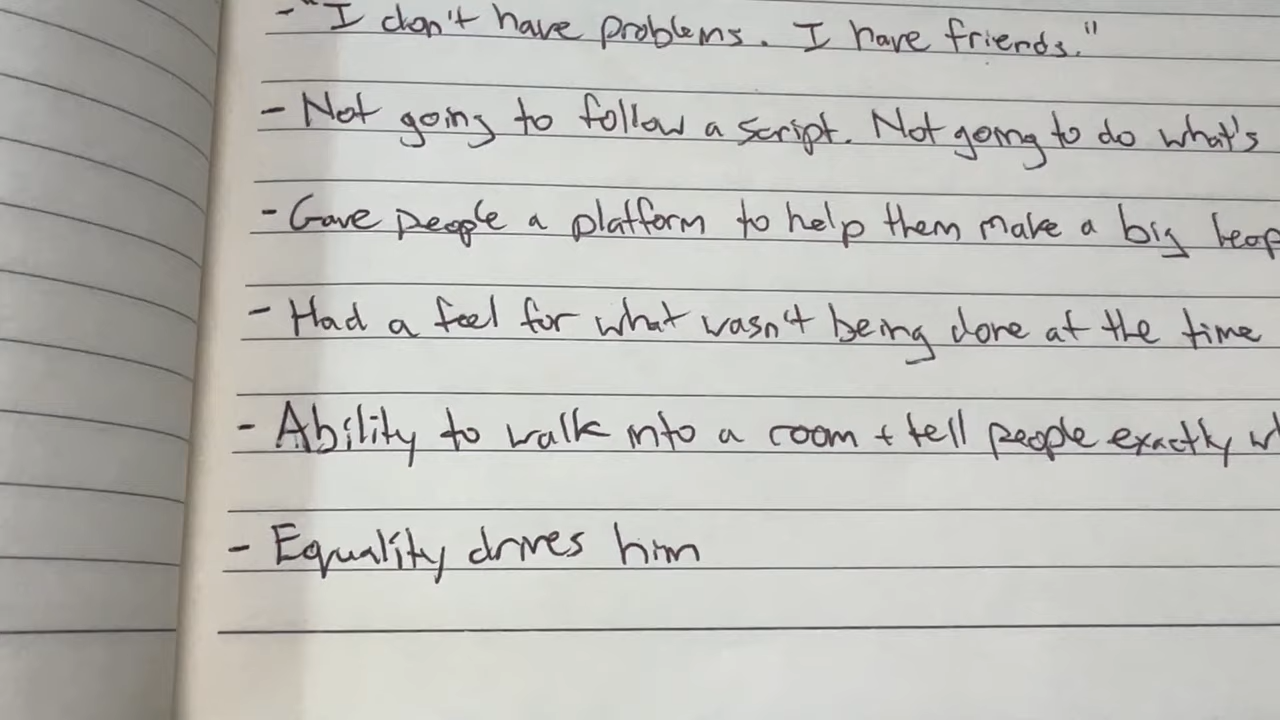 - "I don't have problems. I have friends."
- Not going to follow a script. Not going to do what's
- Gave people a platform to help them make a big leap
- Had a feel for what wasn't being done at the time
- Ability to walk into a room + tell people exactly
- Equality drives him